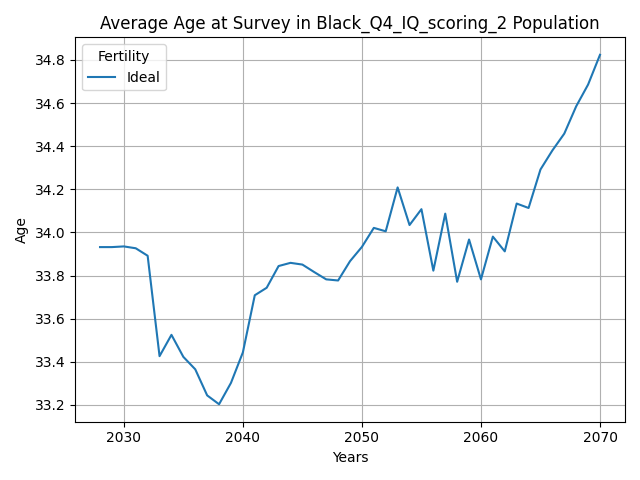 Average Age at Survey in Black_Q4_IQ_scoring_2 Population
Fertility
Ideal
34.8
34.6
34.4
34.2
34.0
33.8
33.6
33.4
33.2
Age
2030 2040 2050 2060 2070
Years